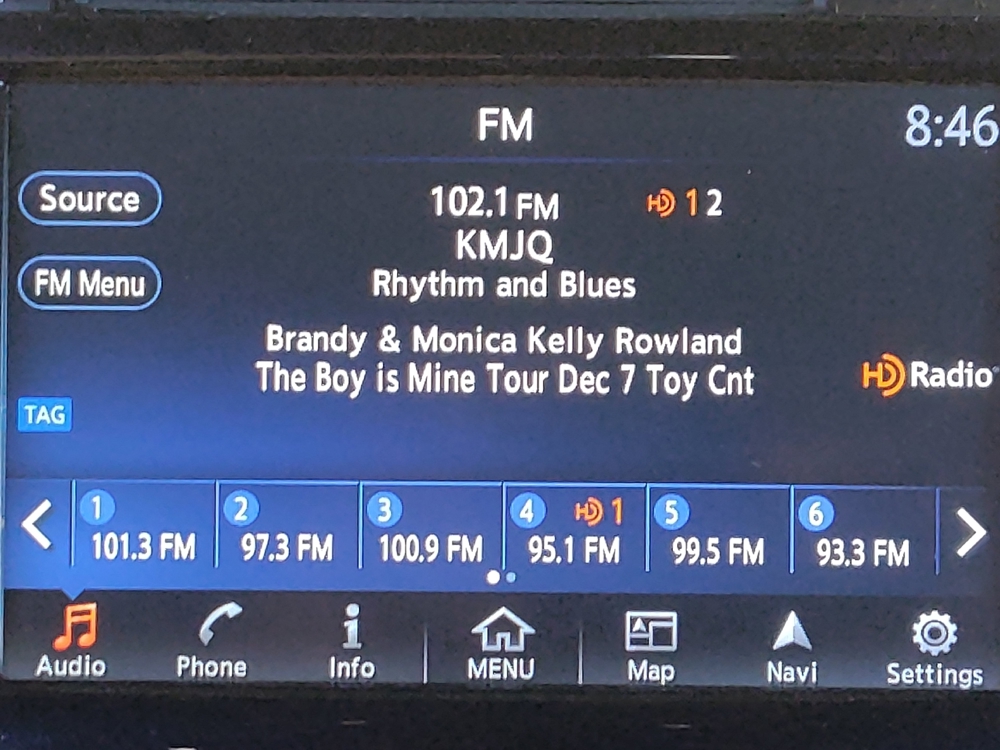 FM
8:46
Source
102.1 FM
HD 1 2
KMJQ
FM Menu
Rhythm and Blues
Brandy & Monica Kelly Rowland
The Boy is Mine Tour Dec 7 Toy Cnt
HD Radio
TAG
1
2
3
4 HD 1
5
6
101.3 FM
97.3 FM
100.9 FM
95.1 FM
99.5 FM
93.3 FM
Audio
Phone
Info
MENU
Map
Navi
Settings